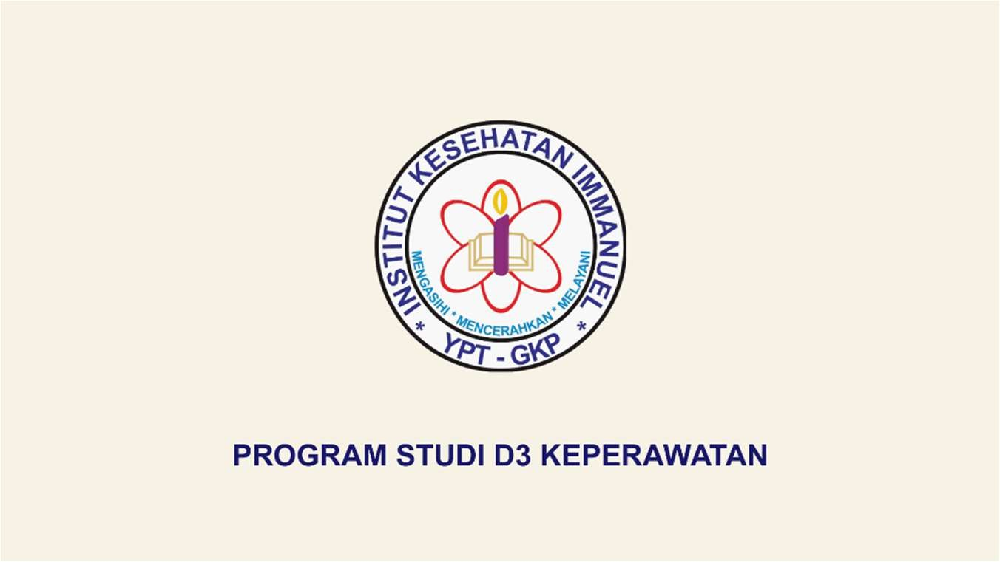 INSTITUT KESEHATAN IMMANUEL
MENGASIHI * MENCERAHKAN * MELAYANI
* YPT - GKP *
PROGRAM STUDI D3 KEPERAWATAN